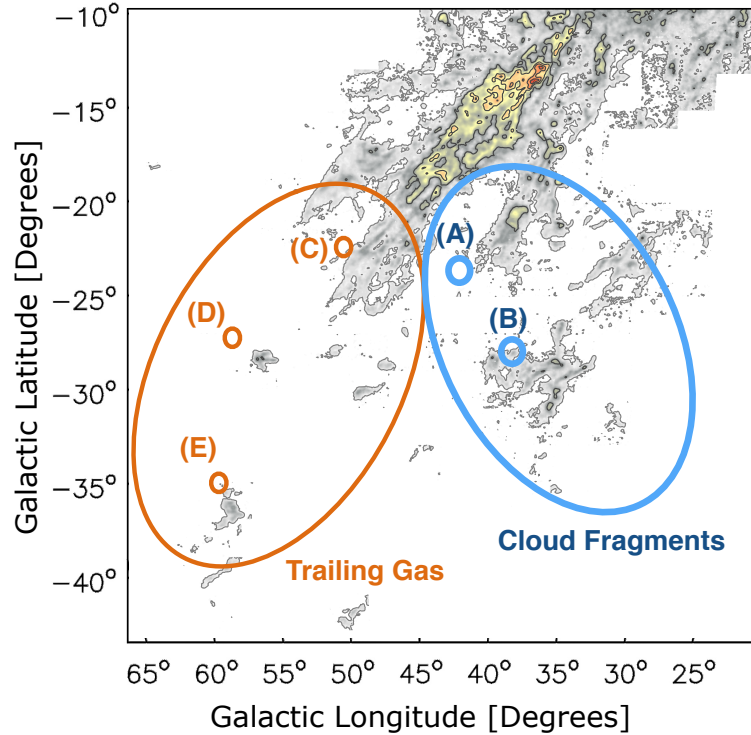 −10°
−15°
−20°
−25°
−30°
−35°
−40°
Galactic Latitude [Degrees]
(A)
(B)
(C)
(D)
(E)
Cloud Fragments
Trailing Gas
65° 60° 55° 50° 45° 40° 35° 30° 25°
Galactic Longitude [Degrees]